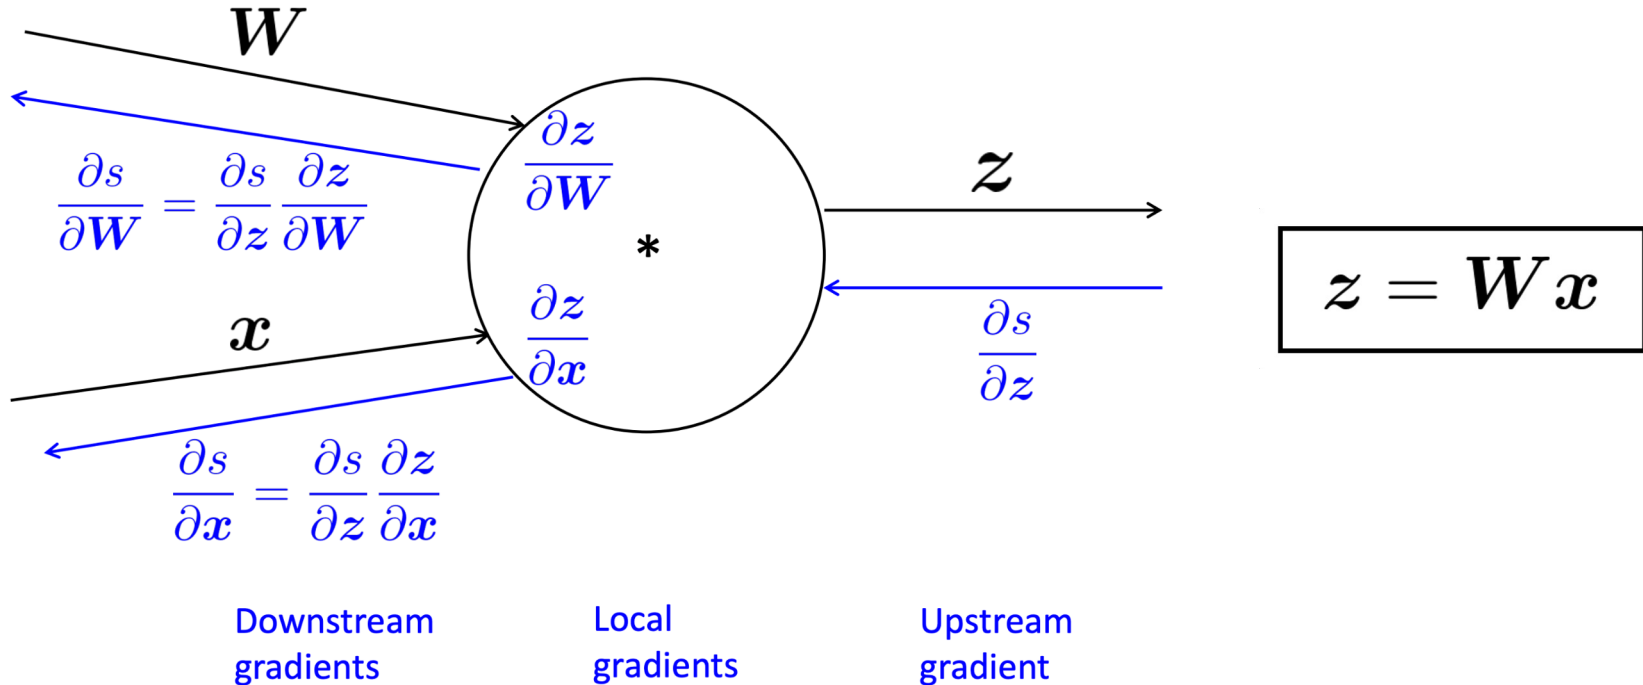 W
∂z/∂W
∂s/∂W = ∂s/∂z ∂z/∂W
z
*
z = Wx
x
∂z/∂x
∂s/∂z
∂s/∂x = ∂s/∂z ∂z/∂x
Downstream
gradients
Local
gradients
Upstream
gradient